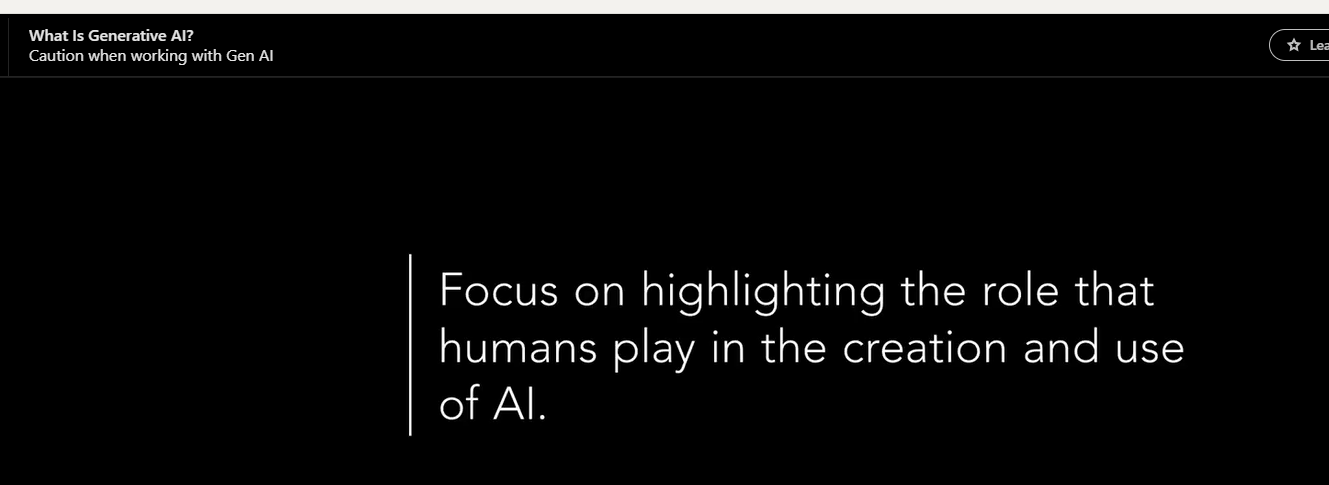 What Is Generative AI?
Caution when working with Gen AI
Focus on highlighting the role that
humans play in the creation and use
of AI.